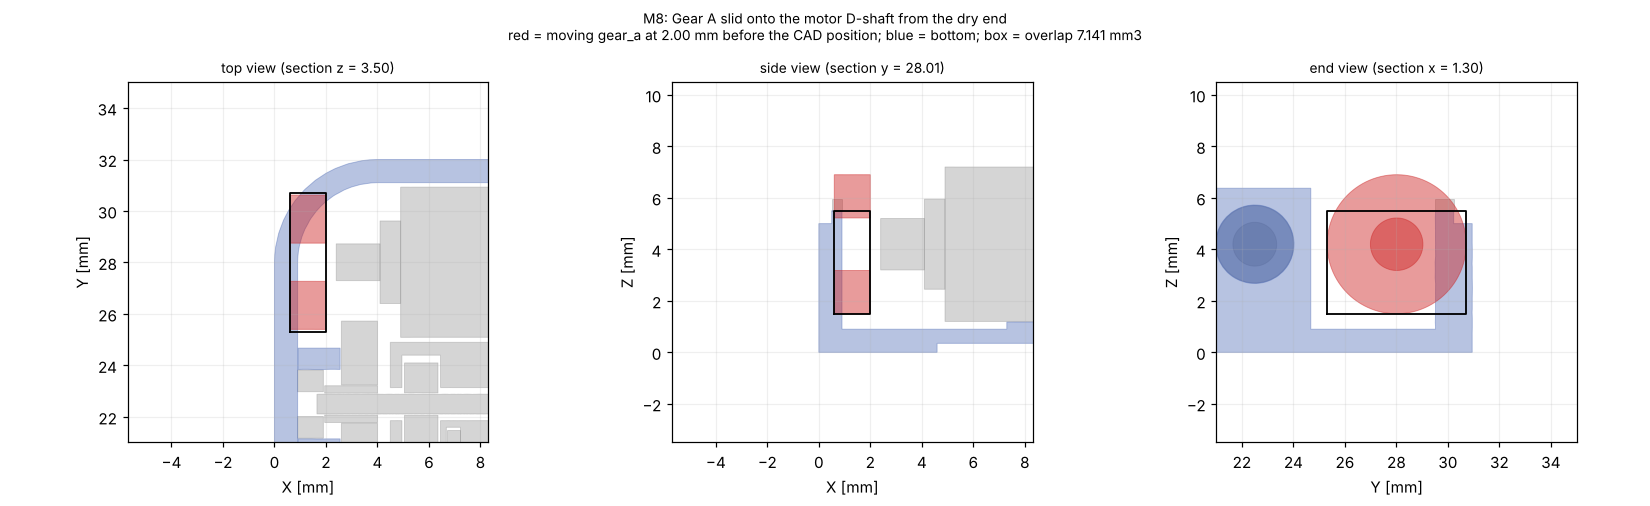 M8: Gear A slid onto the motor D-shaft from the dry end
red = moving gear_a at 2.00 mm before the CAD position; blue = bottom; box = overlap 7.141 mm3
top view (section z = 3.50)
34
32
30
28
26
24
22
Y [mm]
−4 −2 0 2 4 6 8
X [mm]
side view (section y = 28.01)
10
8
6
4
2
0
−2
Z [mm]
−4 −2 0 2 4 6 8
X [mm]
end view (section x = 1.30)
10
8
6
4
2
0
−2
Z [mm]
22 24 26 28 30 32 34
Y [mm]